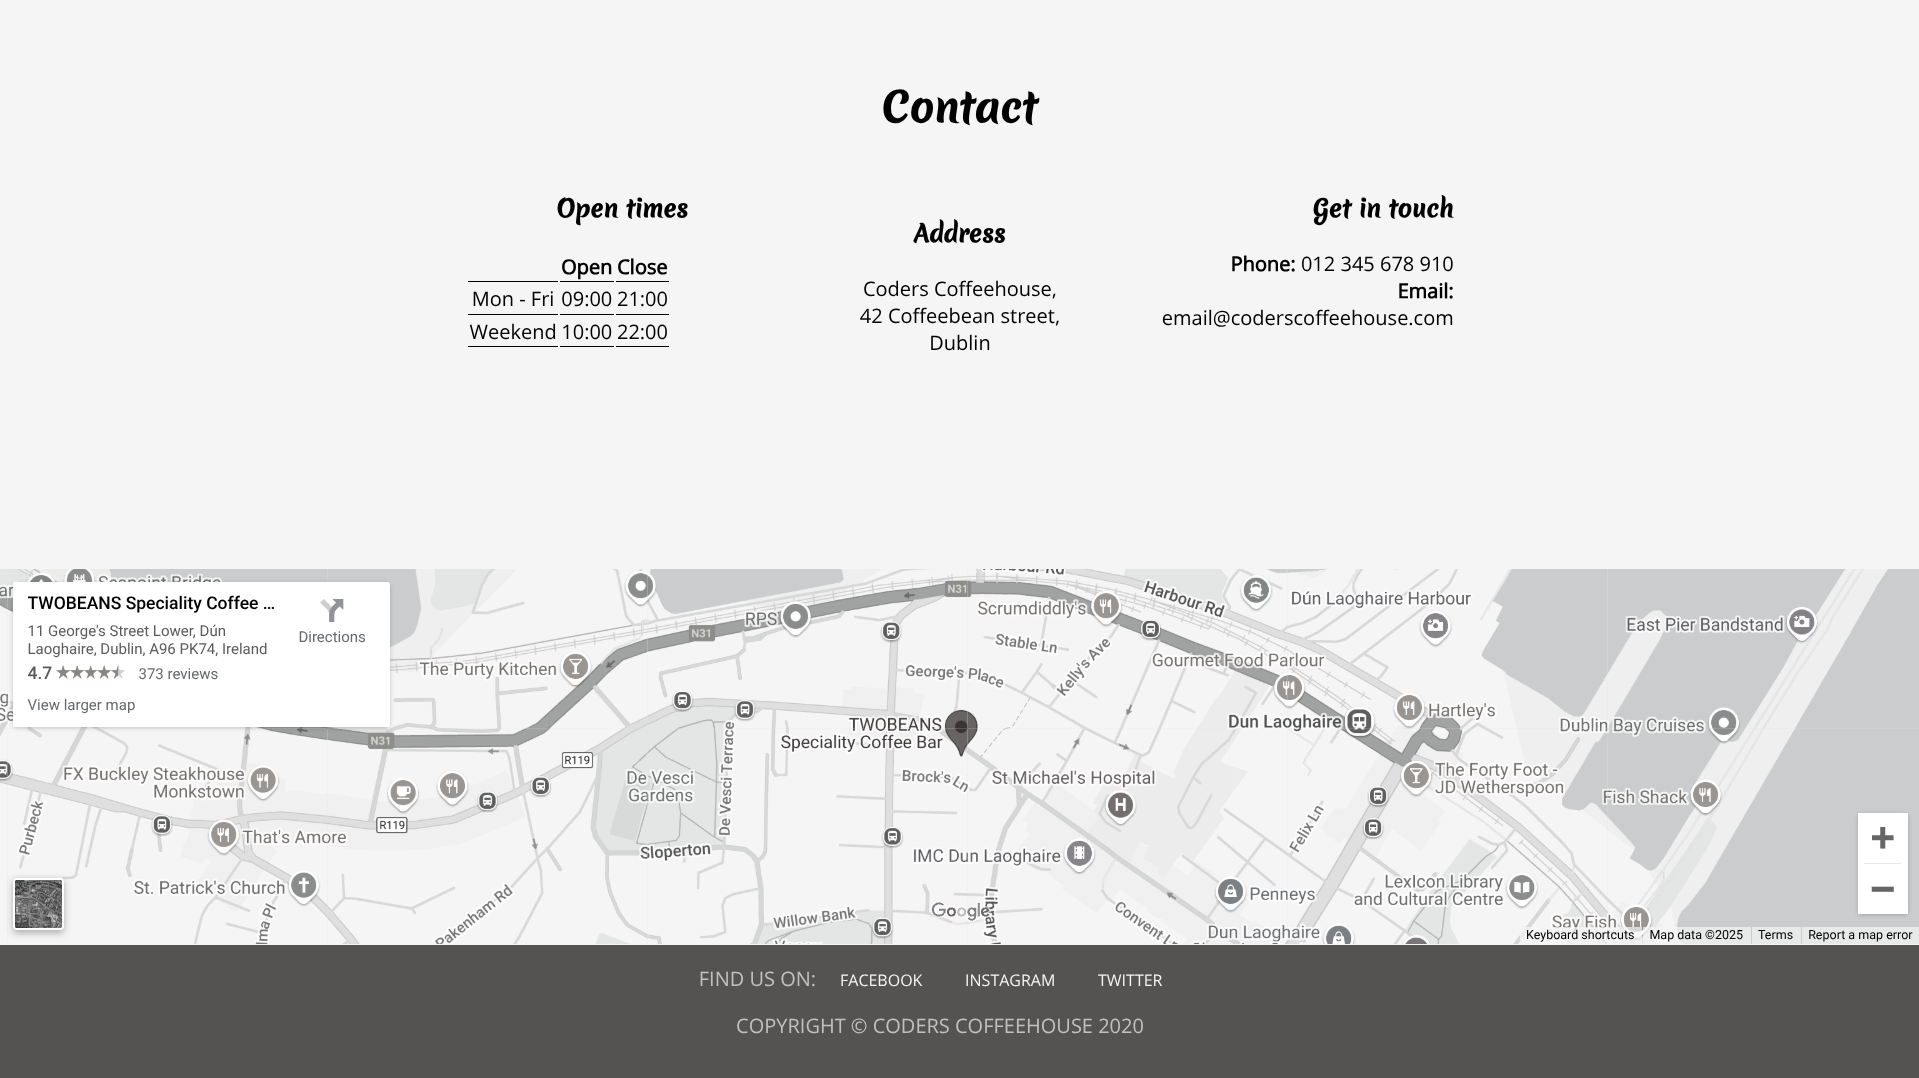 Contact
Open times
Open Close
Mon - Fri 09:00 21:00
Weekend 10:00 22:00
Address
Coders Coffeehouse,
42 Coffeebean street,
Dublin
Get in touch
Phone: 012 345 678 910
Email:
email@coderscoffeehouse.com
TWOBEANS Speciality Coffee ...
11 George's Street Lower, Dún
Laoghaire, Dublin, A96 PK74, Ireland
4.7
373 reviews
View larger map
Directions
Seapoint Bridge
Harbour Rd
N31
Harbour Rd
Scrumdiddly's
Dún Laoghaire Harbour
RPS
East Pier Bandstand
N31
Stable Ln
Kelly's Ave
The Purty Kitchen
George's Place
Gourmet Food Parlour
Hartley's
TWOBEANS
Speciality Coffee Bar
Dun Laoghaire
Dublin Bay Cruises
N31
R119
De Vesci Terrace
FX Buckley Steakhouse
Monkstown
De Vesci
Gardens
Brock's Ln
St Michael's Hospital
The Forty Foot -
JD Wetherspoon
Fish Shack
Purbeck
R119
That's Amore
Felix Ln
Sloperton
IMC Dun Laoghaire
St. Patrick's Church
Penneys
LexIcon Library
and Cultural Centre
Pakenham Rd
Willow Bank
Google
Library
Convent L
Dun Laoghaire
Say Fish
lma Pl
Keyboard shortcuts
Map data ©2025
Terms
Report a map error
FIND US ON: FACEBOOK INSTAGRAM TWITTER
COPYRIGHT © CODERS COFFEEHOUSE 2020